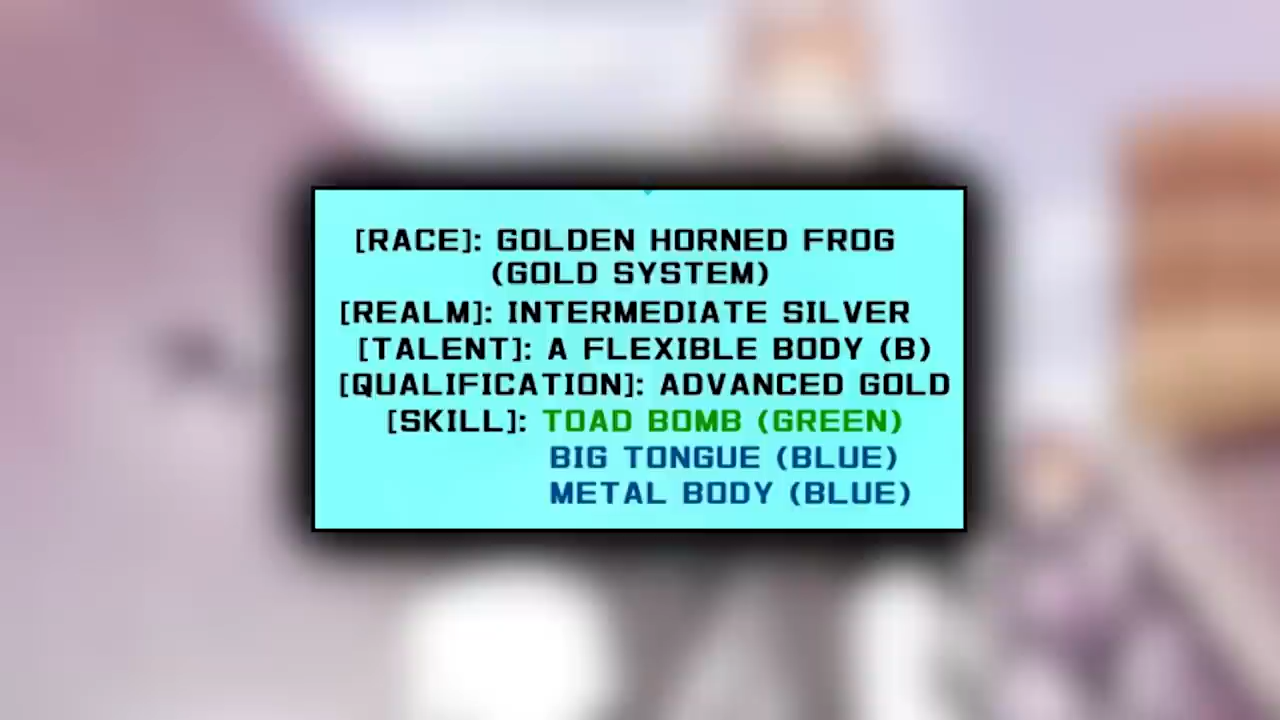 [RACE]: GOLDEN HORNED FROG
(GOLD SYSTEM)
[REALM]: INTERMEDIATE SILVER
[TALENT]: A FLEXIBLE BODY (B)
[QUALIFICATION]: ADVANCED GOLD
[SKILL]: TOAD BOMB (GREEN)
BIG TONGUE (BLUE)
METAL BODY (BLUE)